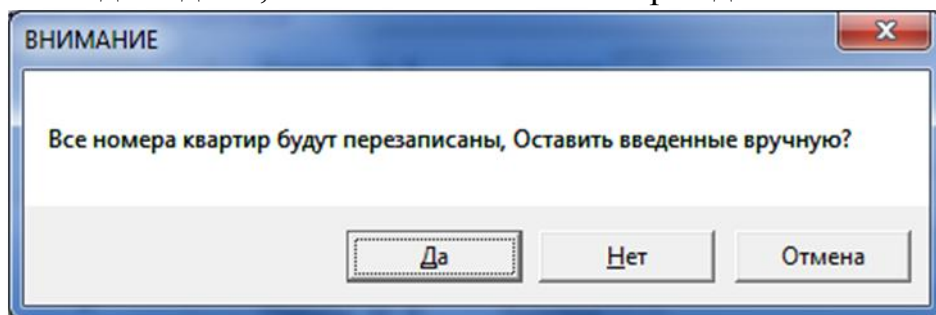 ВНИМАНИЕ
Все номера квартир будут перезаписаны, Оставить введенные вручную?
Да
Нет
Отмена